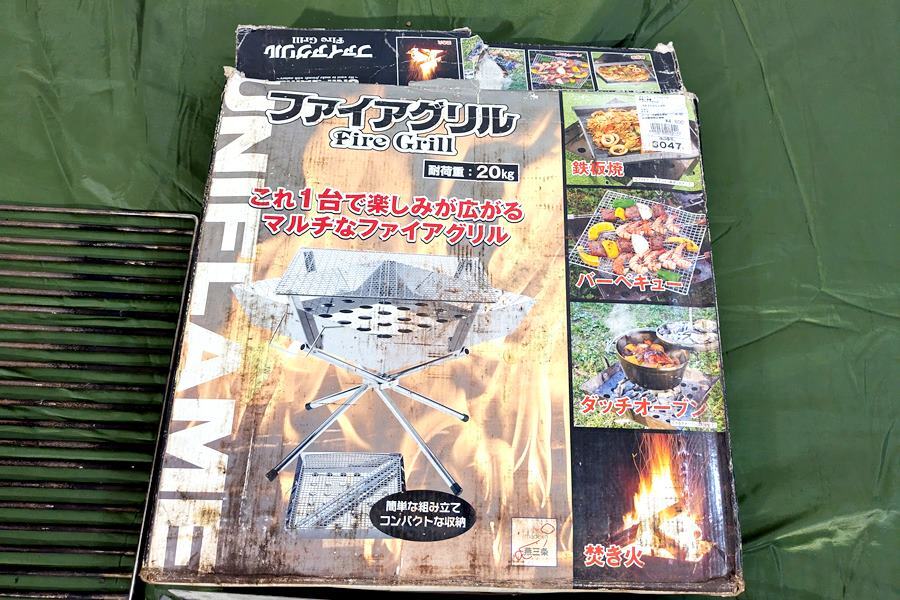 ファイアグリル
Fire Grill
UNIFLAME
ファイアグリル
Fire Grill
耐荷重：20kg
これ1台で楽しみが広がる
マルチなファイアグリル
簡単な組み立て
コンパクトな収納
鉄板焼
バーベキュー
ダッチオーブン
焚き火